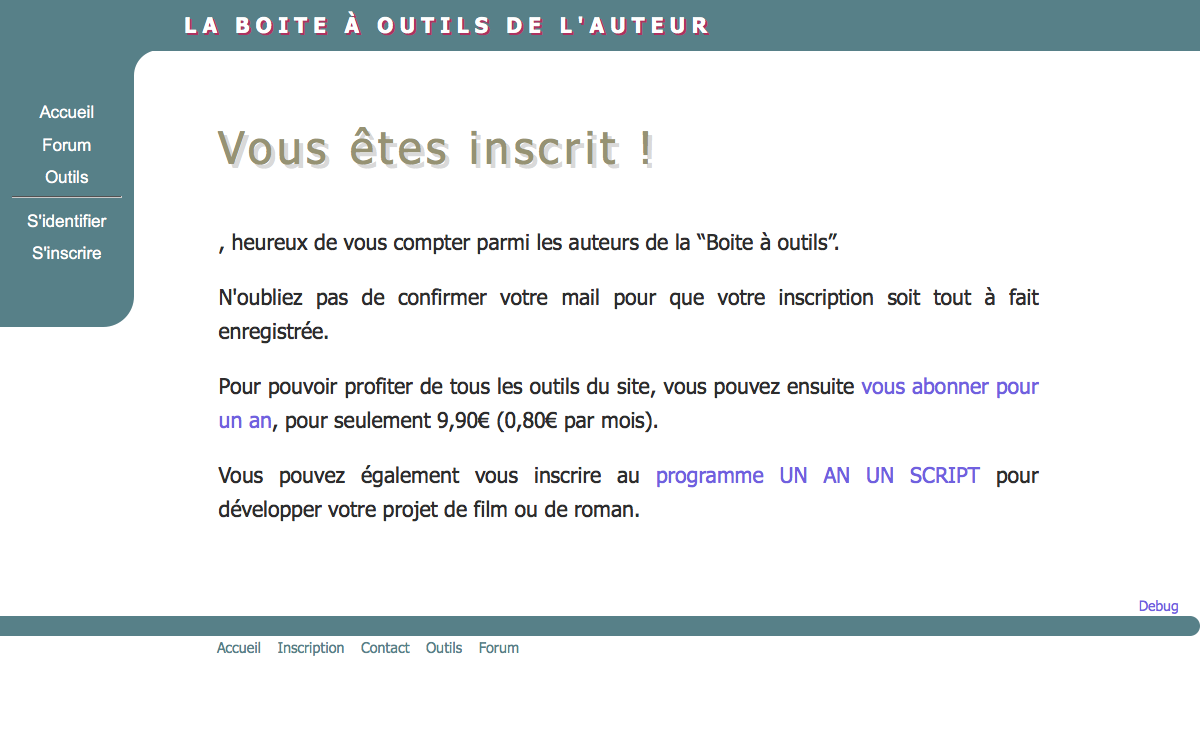 LA BOITE À OUTILS DE L'AUTEUR
Accueil
Forum
Outils
S'identifier
S'inscrire
Vous êtes inscrit !
, heureux de vous compter parmi les auteurs de la “Boite à outils”.
N'oubliez pas de confirmer votre mail pour que votre inscription soit tout à fait
enregistrée.
Pour pouvoir profiter de tous les outils du site, vous pouvez ensuite vous abonner pour
un an, pour seulement 9,90€ (0,80€ par mois).
Vous pouvez également vous inscrire au programme UN AN UN SCRIPT pour
développer votre projet de film ou de roman.
Debug
Accueil Inscription Contact Outils Forum